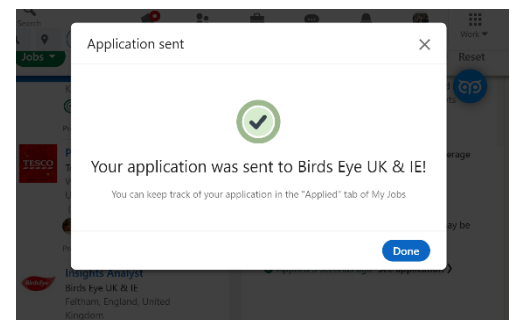 Search
Work
Jobs
Reset
Application sent
Your application was sent to Birds Eye UK & IE!
You can keep track of your application in the "Applied" tab of My Jobs
Done
TESCO
erage
ay be
Insights Analyst
Birds Eye UK & IE
Feltham, England, United
Kingdom
BirdsEye